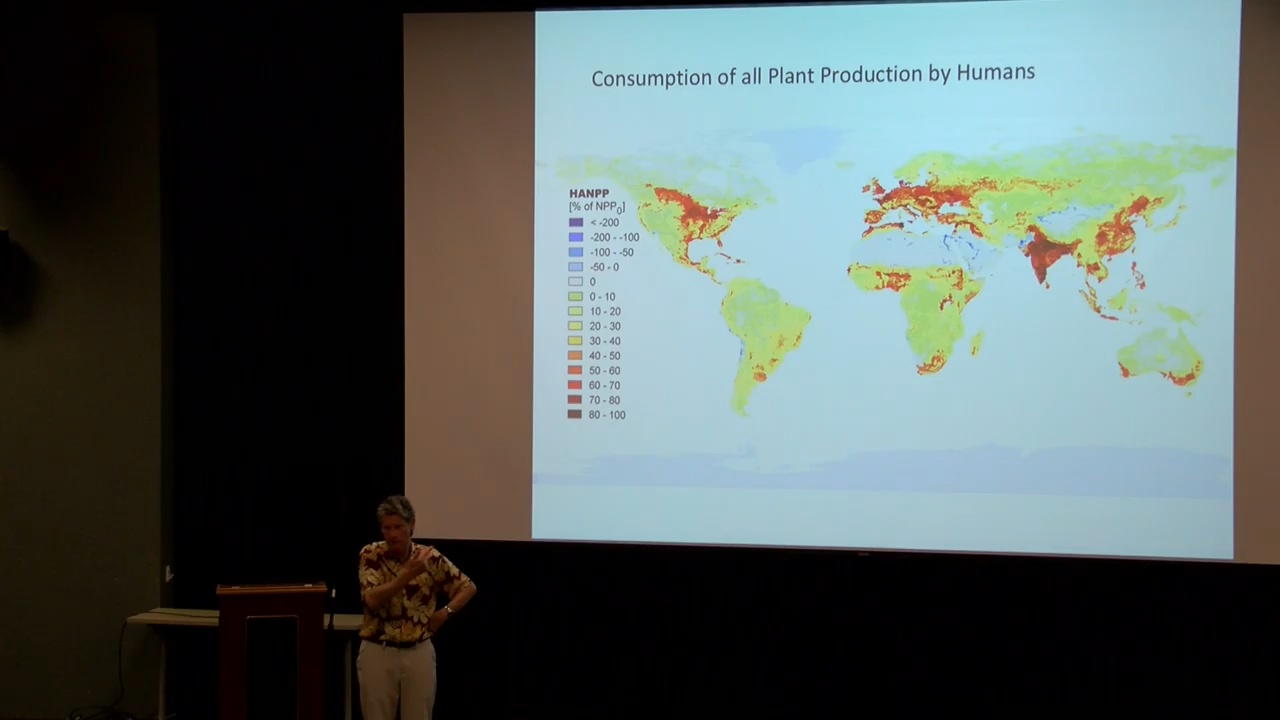 Consumption of all Plant Production by Humans
HANPP
[% of NPP0]
< -200
-200 - -100
-100 - -50
-50 - 0
0
0 - 10
10 - 20
20 - 30
30 - 40
40 - 50
50 - 60
60 - 70
70 - 80
80 - 100